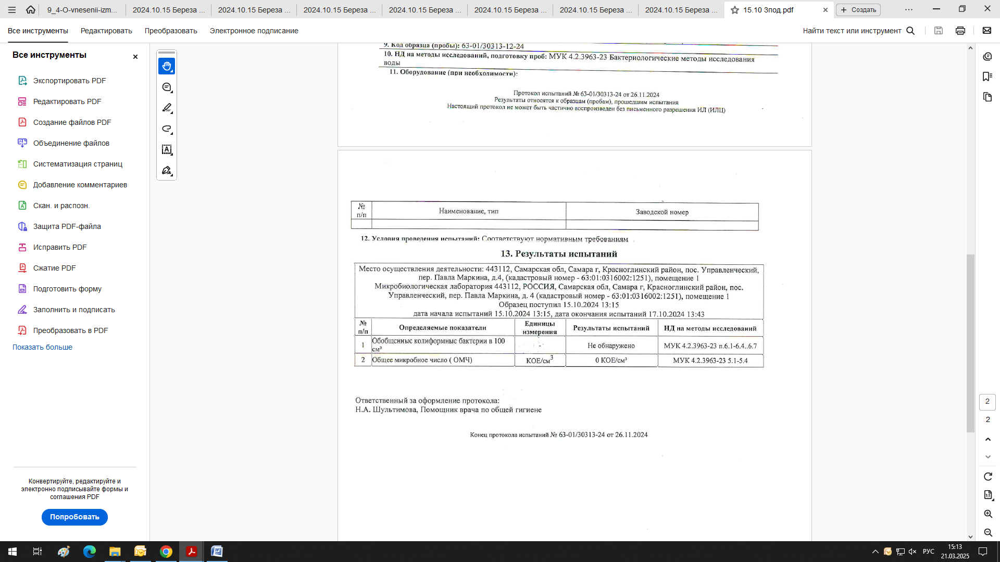 9_4-O-vnesenii-izm...
2024.10.15 Береза ...
2024.10.15 Береза ...
2024.10.15 Береза ...
2024.10.15 Береза ...
2024.10.15 Береза ...
2024.10.15 Береза ...
2024.10.15 Береза ...
15.10 3под.pdf
Создать
Все инструменты
Редактировать
Преобразовать
Электронное подписание
Найти текст или инструмент
Все инструменты
Экспортировать PDF
Редактировать PDF
Создание файлов PDF
Объединение файлов
Систематизация страниц
Добавление комментариев
Скан. и распозн.
Защита PDF-файла
Исправить PDF
Сжатие PDF
Подготовить форму
Заполнить и подписать
Преобразовать в PDF
Показать больше
Конвертируйте, редактируйте и
электронно подписывайте формы и
соглашения PDF
Попробовать
9. Код образца (пробы): 63-01/30313-12-24
10. НД на методы исследований, подготовку проб: МУК 4.2.3963-23 Бактериологические методы исследования
воды
11. Оборудование (при необходимости):
Протокол испытаний № 63-01/30313-24 от 26.11.2024
Результаты относятся к образцам (пробам), прошедшим испытания
Настоящий протокол не может быть частично воспроизведен без письменного разрешения ИЛ (ИЛЦ)
№ п/п
Наименование, тип
Заводской номер
12. Условия проведения испытаний: Соответствуют нормативным требованиям
13. Результаты испытаний
Место осуществления деятельности: 443112, Самарская обл, Самара г, Красноглинский район, пос. Управленческий,
пер. Павла Маркина, д.4, (кадастровый номер - 63:01:0316002:1251), помещение 1
Микробиологическая лаборатория 443112, РОССИЯ, Самарская обл, Самара г, Красноглинский район, пос.
Управленческий, пер. Павла Маркина, д. 4 (кадастровый номер - 63:01:0316002:1251), помещение 1
Образец поступил 15.10.2024 13:15
дата начала испытаний 15.10.2024 13:15, дата окончания испытаний 17.10.2024 13:43
№ п/п
Определяемые показатели
Единицы измерения
Результаты испытаний
НД на методы исследований
1
Обобщенные колиформные бактерии в 100
см³
-
Не обнаружено
МУК 4.2.3963-23 п.6.1-6.4..6.7
2
Общее микробное число ( ОМЧ)
КОЕ/см³
0 КОЕ/см³
МУК 4.2.3963-23 5.1-5.4
Ответственный за оформление протокола:
Н.А. Шультимова, Помощник врача по общей гигиене
Конец протокола испытаний № 63-01/30313-24 от 26.11.2024
2
2
РУС
15:13
21.03.2025